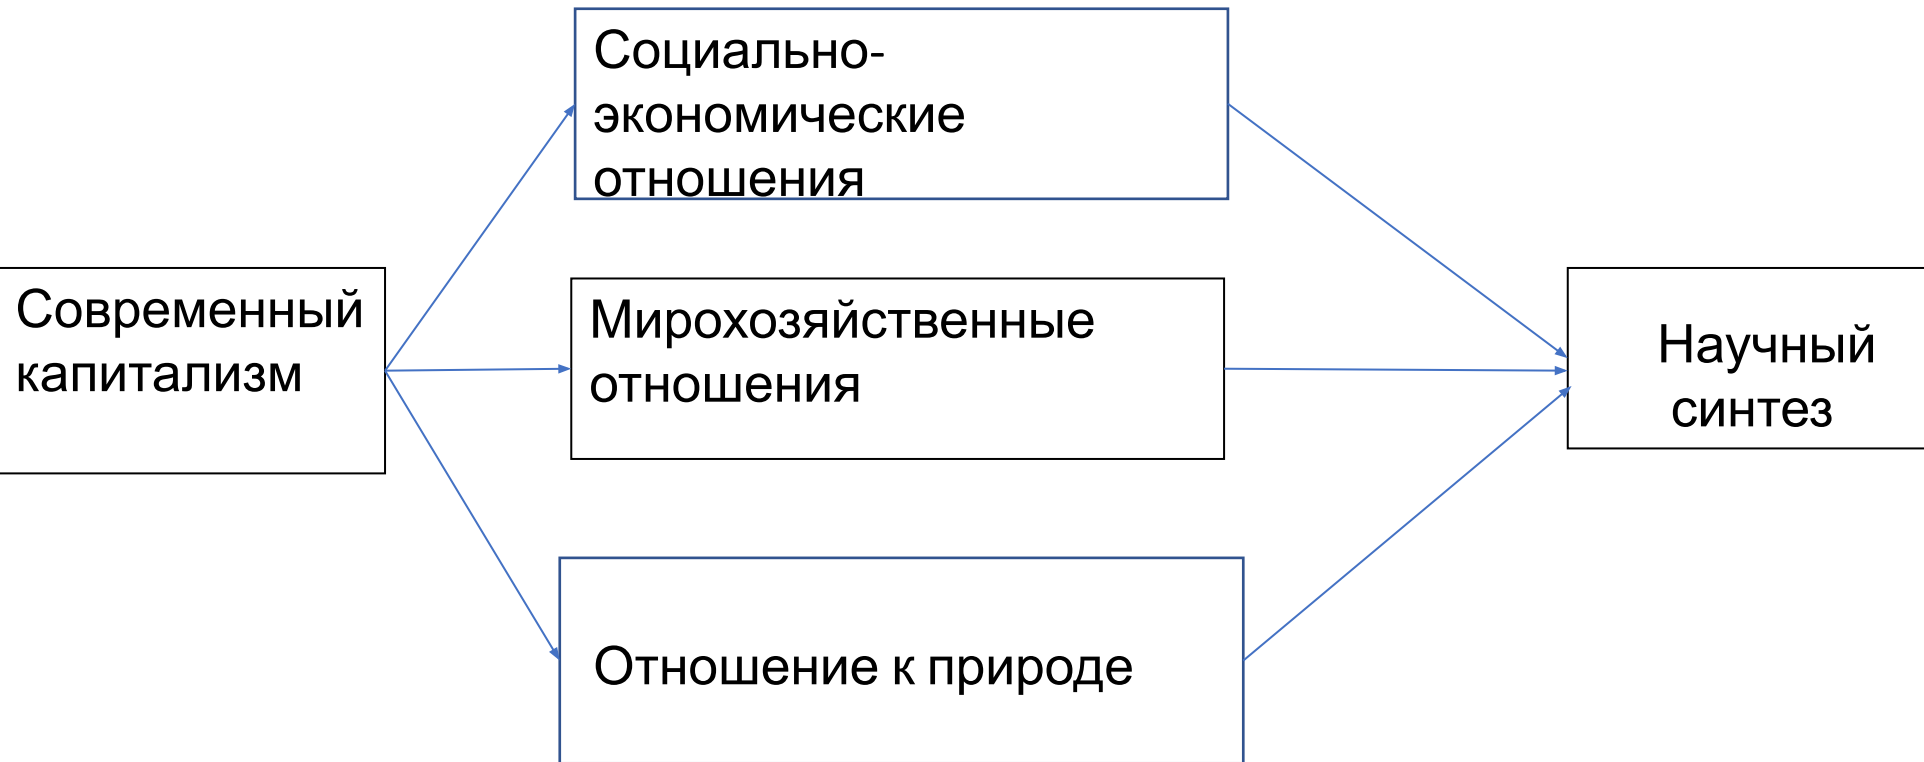 Социально-
экономические
отношения
Современный
капитализм
Мирохозяйственные
отношения
Научный
синтез
Отношение к природе